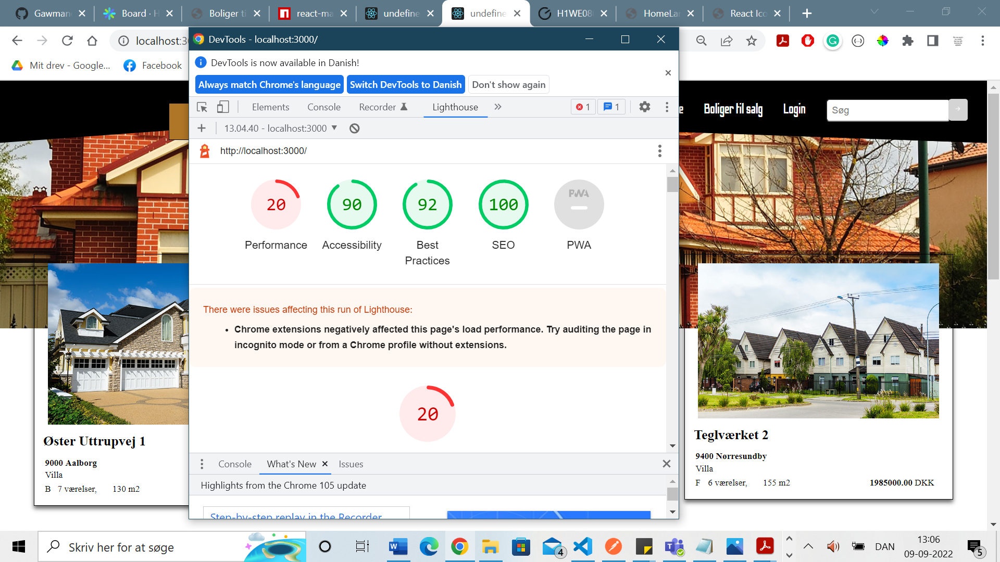 Gawman
Board · H
Boliger ti
react-ma
undefine
undefine
H1WE08
HomeLan
React Ico
localhost:30
Mit drev - Google...
Facebook
DevTools - localhost:3000/
DevTools is now available in Danish!
Always match Chrome's language
Switch DevTools to Danish
Don't show again
Elements
Console
Recorder
Lighthouse
1
1
13.04.40 - localhost:3000
http://localhost:3000/
e
Boliger til salg
Login
Søg
20
90
92
100
PWA
Performance
Accessibility
Best
Practices
SEO
PWA
There were issues affecting this run of Lighthouse:
• Chrome extensions negatively affected this page's load performance. Try auditing the page in
incognito mode or from a Chrome profile without extensions.
20
Console
What's New
Issues
Highlights from the Chrome 105 update
Step-by-step replay in the Recorder
Øster Uttrupvej 1
9000 Aalborg
Villa
B 7 værelser, 130 m2
Teglværket 2
9400 Nørresundby
Villa
F 6 værelser, 155 m2 1985000.00 DKK
Skriv her for at søge
4
DAN
13:06
09-09-2022
5